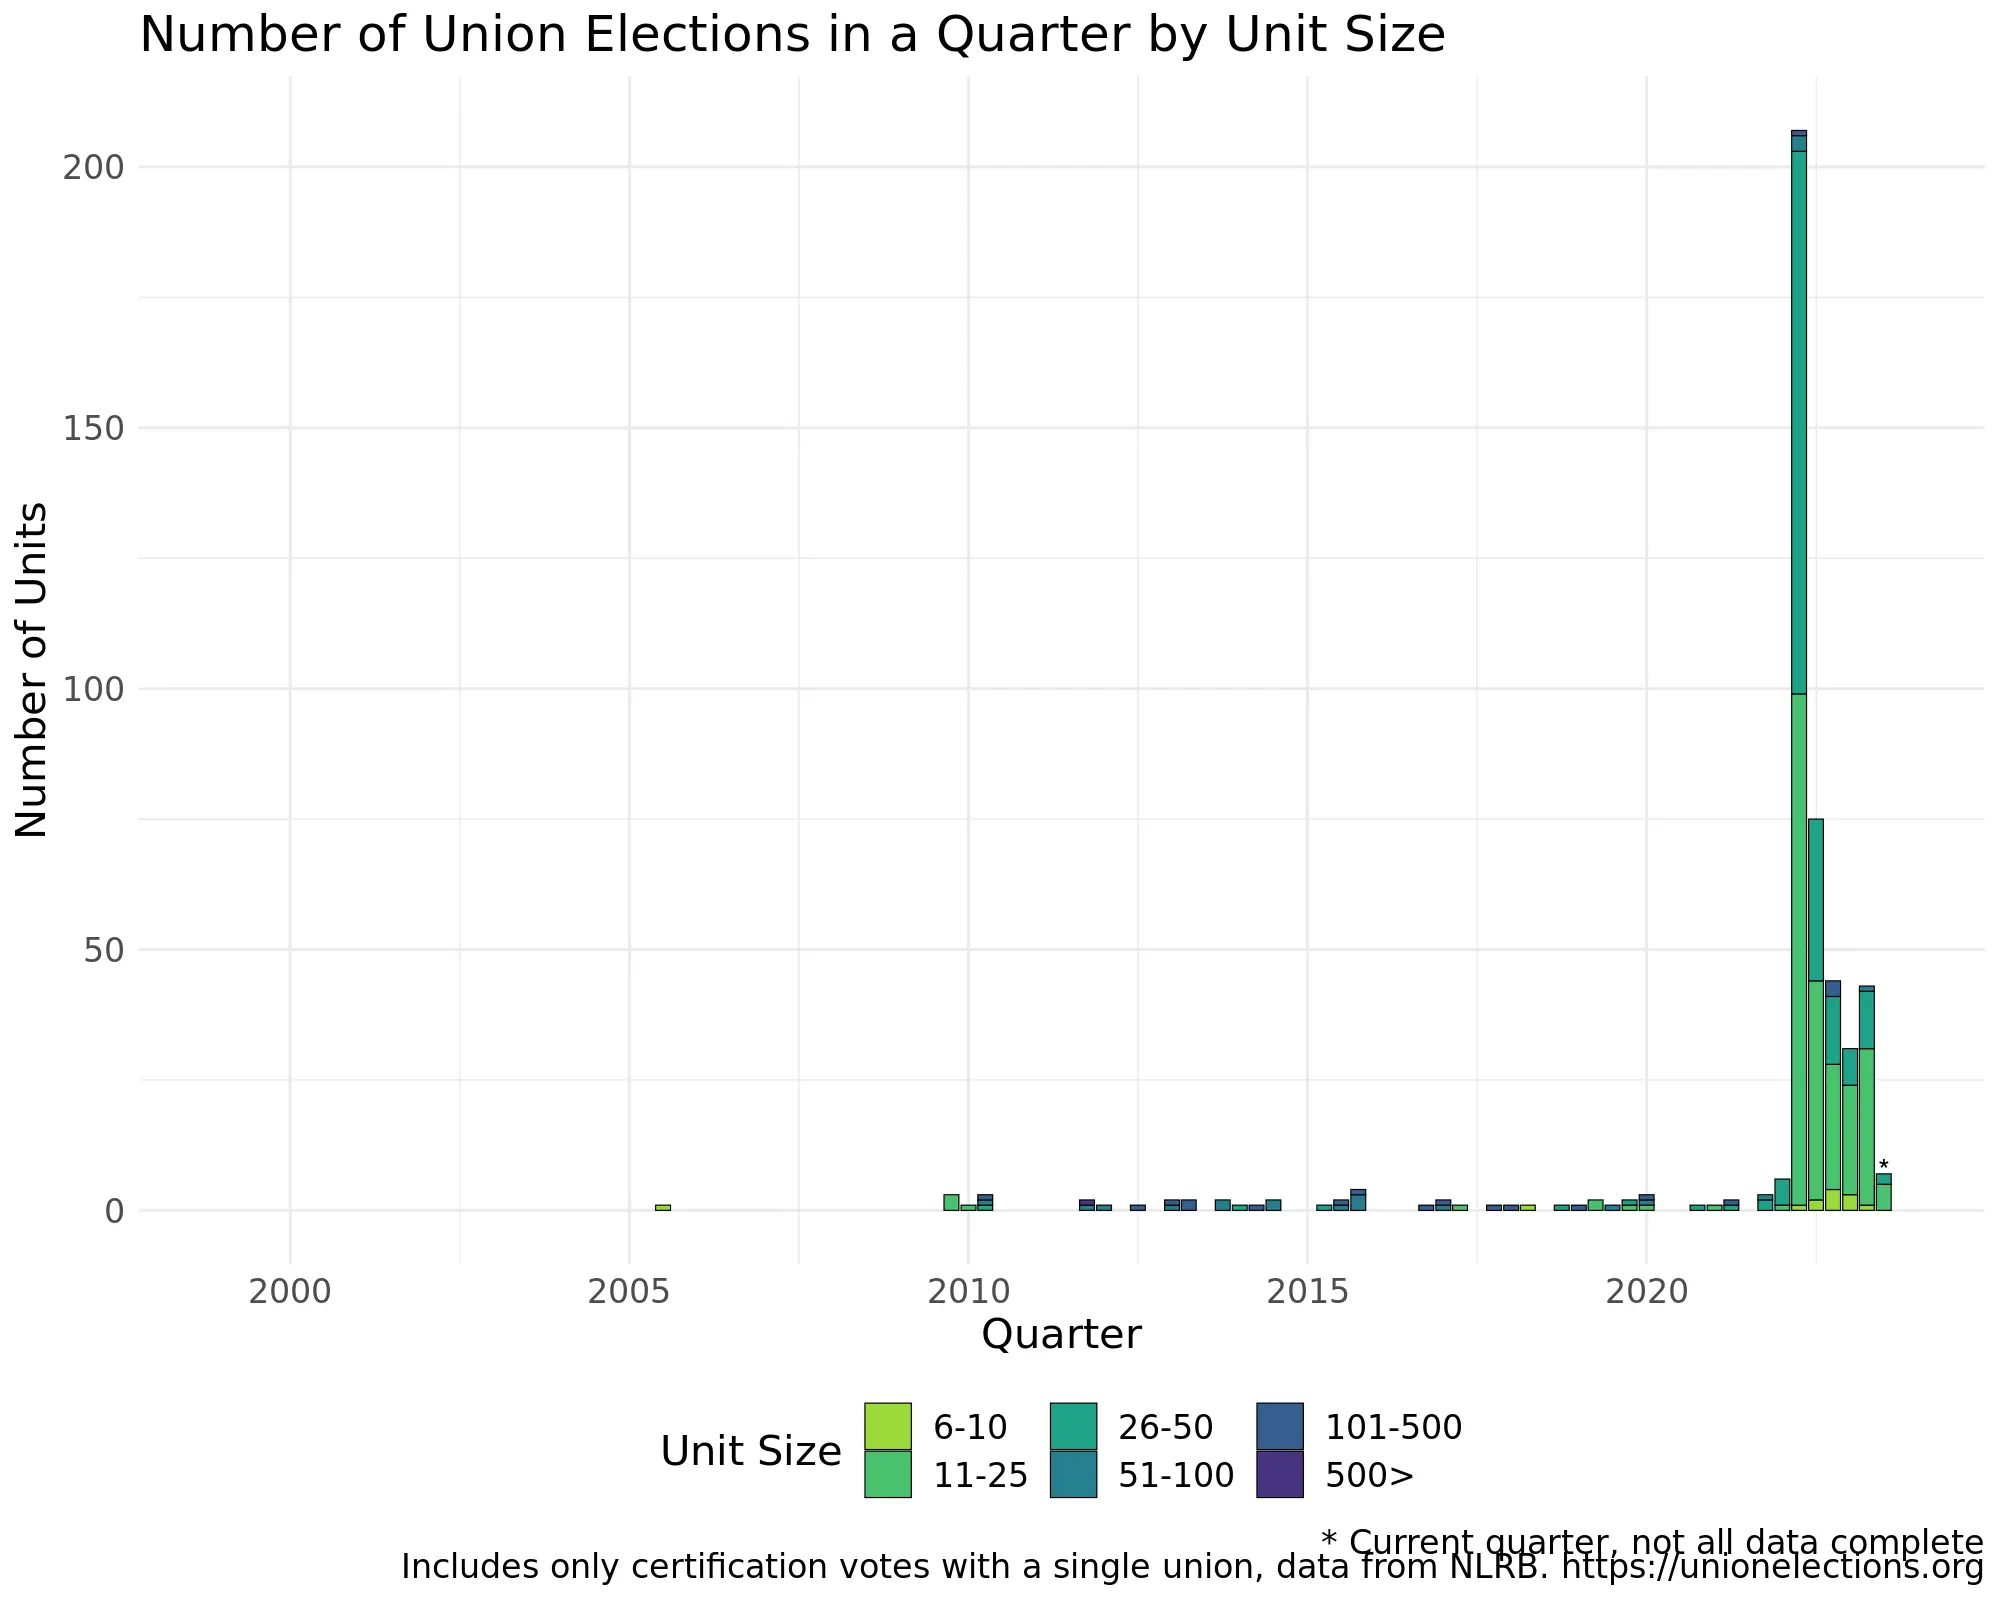 Number of Union Elections in a Quarter by Unit Size
Number of Units
200
150
100
50
0
*
2000 2005 2010 2015 2020
Quarter
Unit Size
6-10 26-50 101-500
11-25 51-100 500>
* Current quarter, not all data complete
Includes only certification votes with a single union, data from NLRB. https://unionelections.org